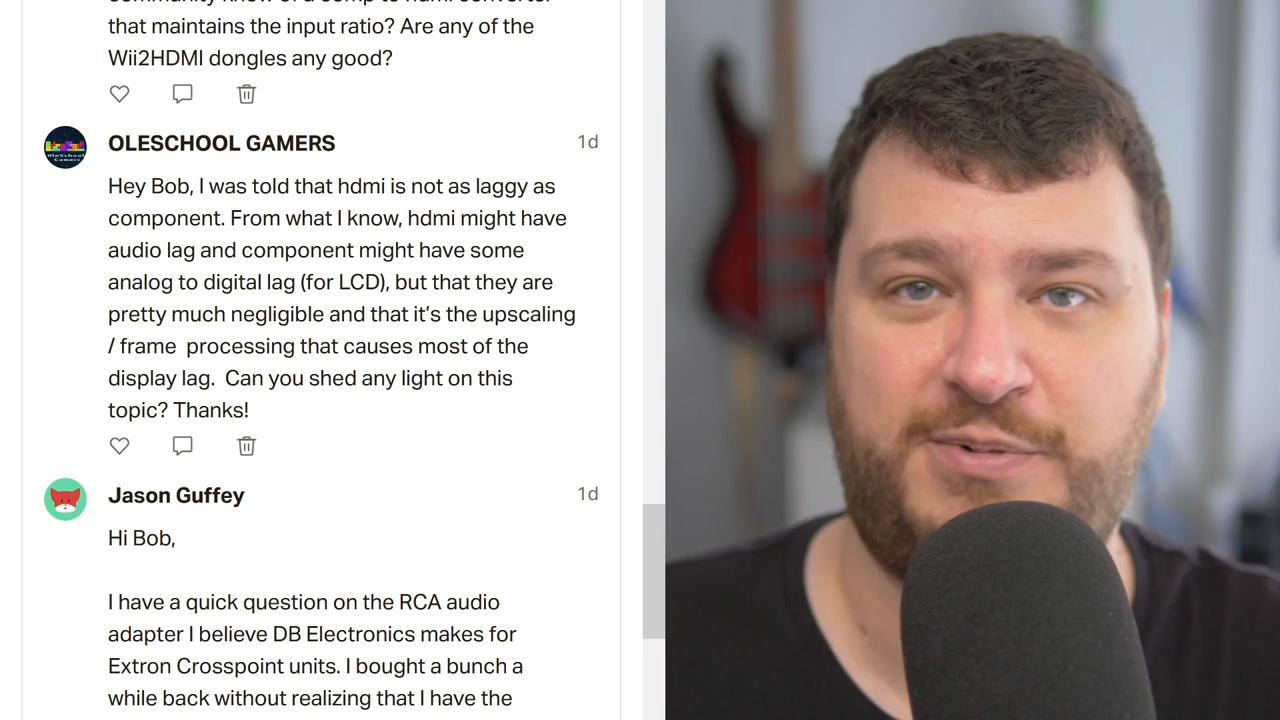 that maintains the input ratio? Are any of the
Wii2HDMI dongles any good?
OLESCHOOL GAMERS
1d
Hey Bob, I was told that hdmi is not as laggy as
component. From what I know, hdmi might have
audio lag and component might have some
analog to digital lag (for LCD), but that they are
pretty much negligible and that it’s the upscaling
/ frame  processing that causes most of the
display lag.  Can you shed any light on this
topic? Thanks!
Jason Guffey
1d
Hi Bob,
I have a quick question on the RCA audio
adapter I believe DB Electronics makes for
Extron Crosspoint units. I bought a bunch a
while back without realizing that I have the